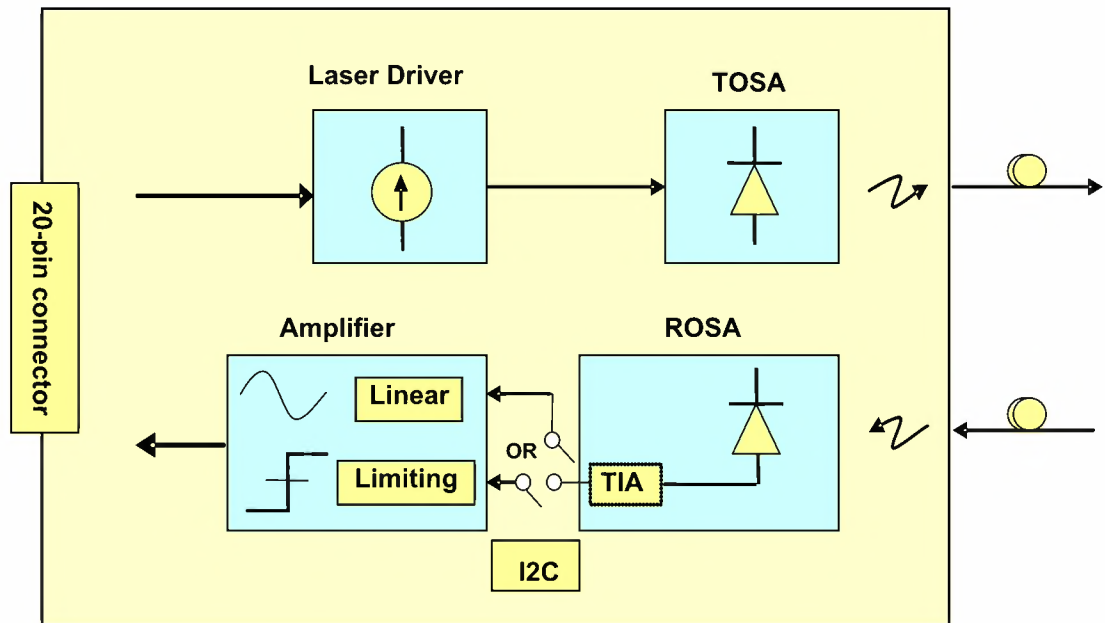 Laser Driver
TOSA
20-pin connector
Amplifier
ROSA
Linear
OR
Limiting
TIA
I2C